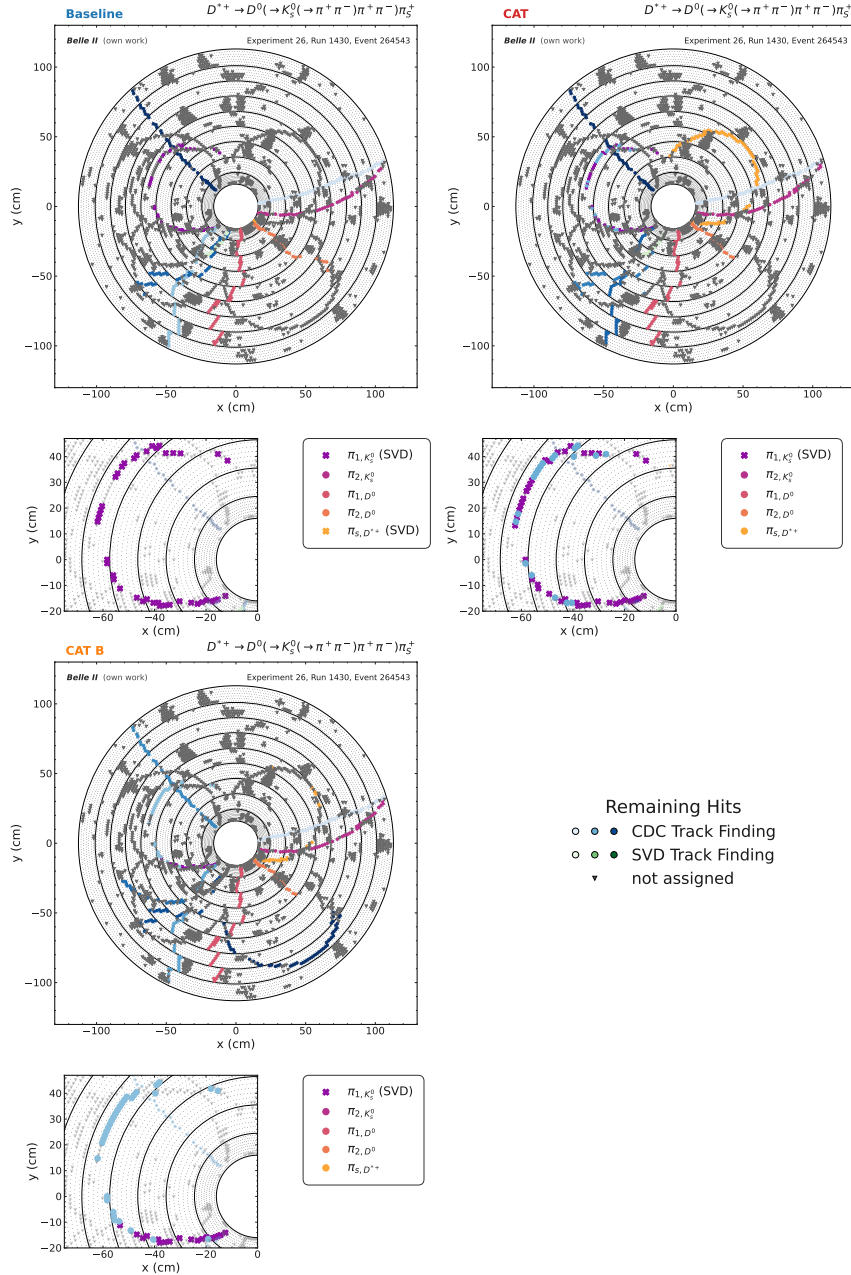 Baseline
D*+ → D⁰(→ K⁰ₛ(→ π⁺π⁻)π⁺π⁻)πₛ⁺
Belle II (own work) Experiment 26, Run 1430, Event 264543
y (cm)
100
50
0
−50
−100
−100 −50 0 50 100
x (cm)
CAT
D*+ → D⁰(→ K⁰ₛ(→ π⁺π⁻)π⁺π⁻)πₛ⁺
Belle II (own work) Experiment 26, Run 1430, Event 264543
y (cm)
100
50
0
−50
−100
−100 −50 0 50 100
x (cm)
y (cm)
40
30
20
10
0
−10
−20
−60 −40 −20 0
x (cm)
π₁,K⁰ₛ (SVD)
π₂,K⁰ₛ
π₁,D⁰
π₂,D⁰
πₛ,D*+ (SVD)
y (cm)
40
30
20
10
0
−10
−20
−60 −40 −20 0
x (cm)
π₁,K⁰ₛ (SVD)
π₂,K⁰ₛ
π₁,D⁰
π₂,D⁰
πₛ,D*+
CAT B
D*+ → D⁰(→ K⁰ₛ(→ π⁺π⁻)π⁺π⁻)πₛ⁺
Belle II (own work) Experiment 26, Run 1430, Event 264543
y (cm)
100
50
0
−50
−100
−100 −50 0 50 100
x (cm)
Remaining Hits
CDC Track Finding
SVD Track Finding
not assigned
y (cm)
40
30
20
10
0
−10
−20
−60 −40 −20 0
x (cm)
π₁,K⁰ₛ (SVD)
π₂,K⁰ₛ
π₁,D⁰
π₂,D⁰
πₛ,D*+